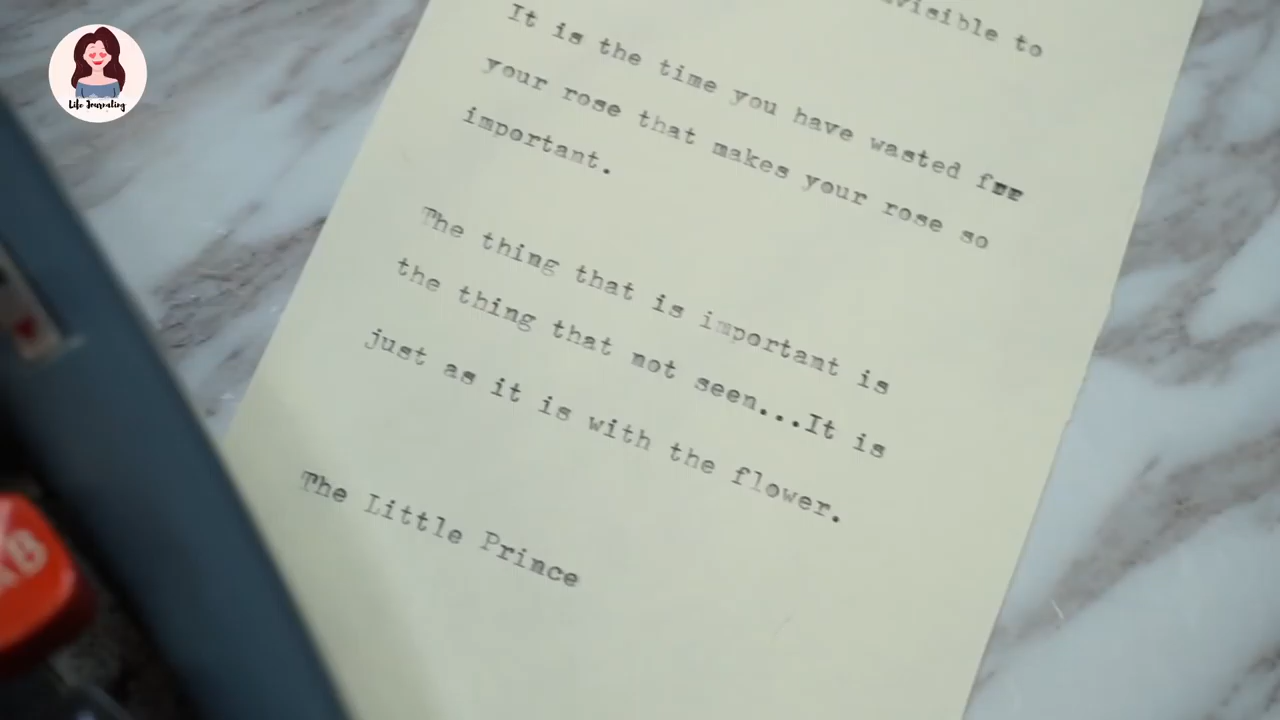 Life Journaling
visible to
It is the time you have wasted for
your rose that makes your rose so
important.
The thing that is important is
the thing that not seen...It is
just as it is with the flower.
The Little Prince